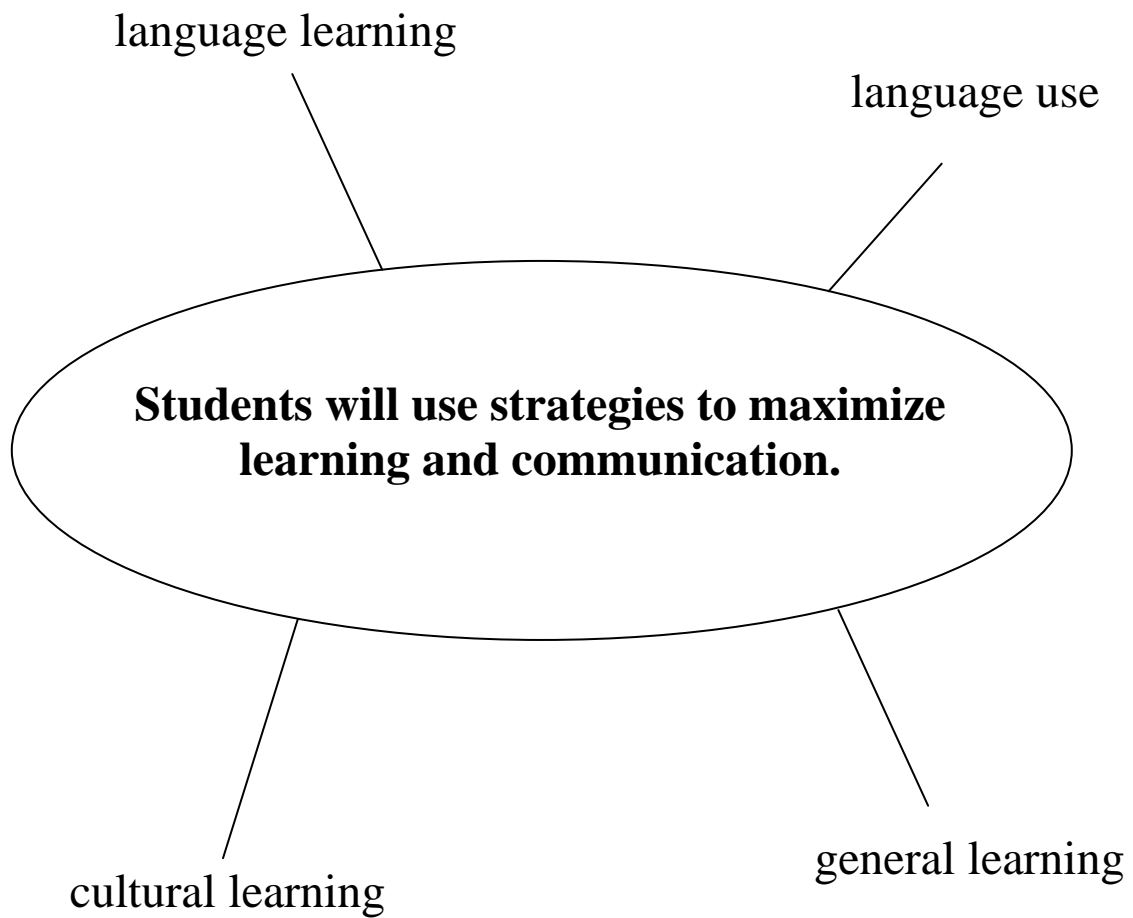 language learning
language use
Students will use strategies to maximize
learning and communication.
general learning
cultural learning